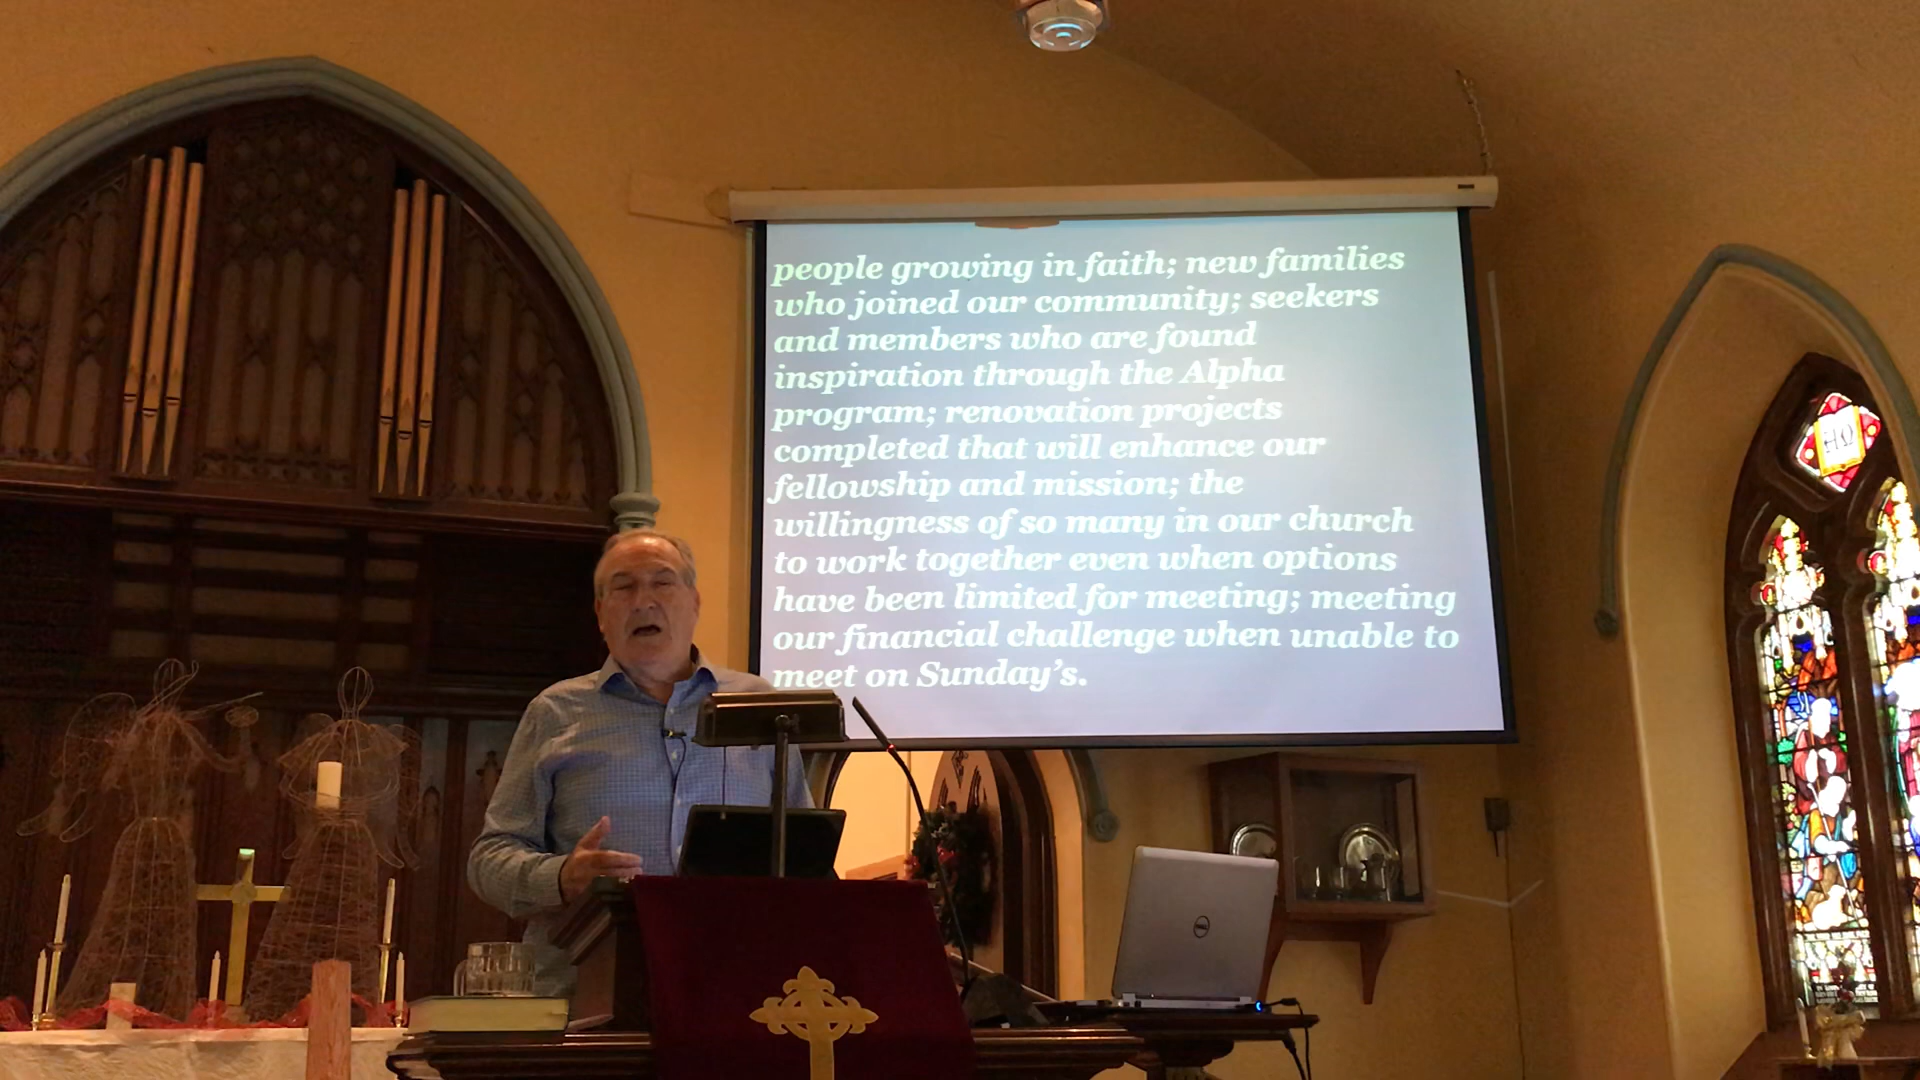 people growing in faith; new families
who joined our community; seekers
and members who are found
inspiration through the Alpha
program; renovation projects
completed that will enhance our
fellowship and mission; the
willingness of so many in our church
to work together even when options
have been limited for meeting; meeting
our financial challenge when unable to
meet on Sunday's.
DELL